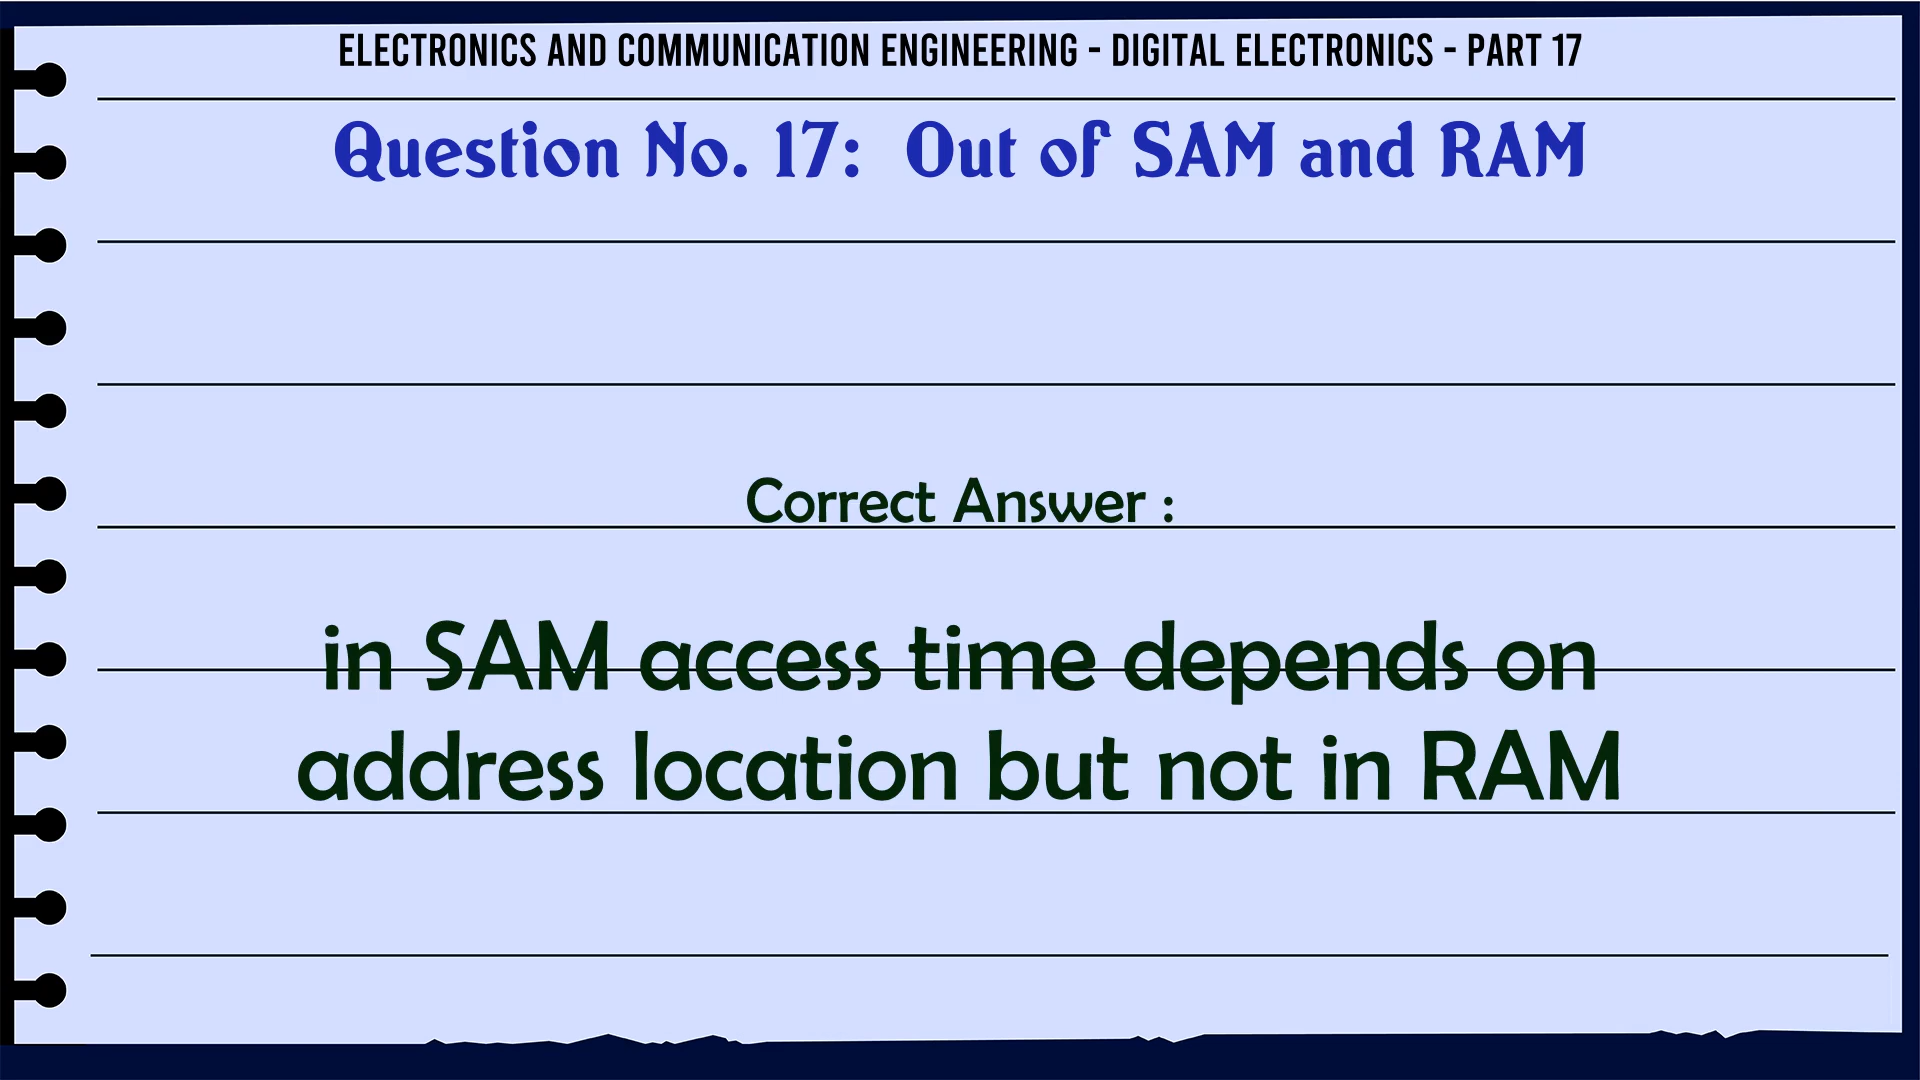 ELECTRONICS AND COMMUNICATION ENGINEERING - DIGITAL ELECTRONICS - PART 17
Question No. 17: Out of SAM and RAM
Correct Answer :
in SAM access time depends on
address location but not in RAM